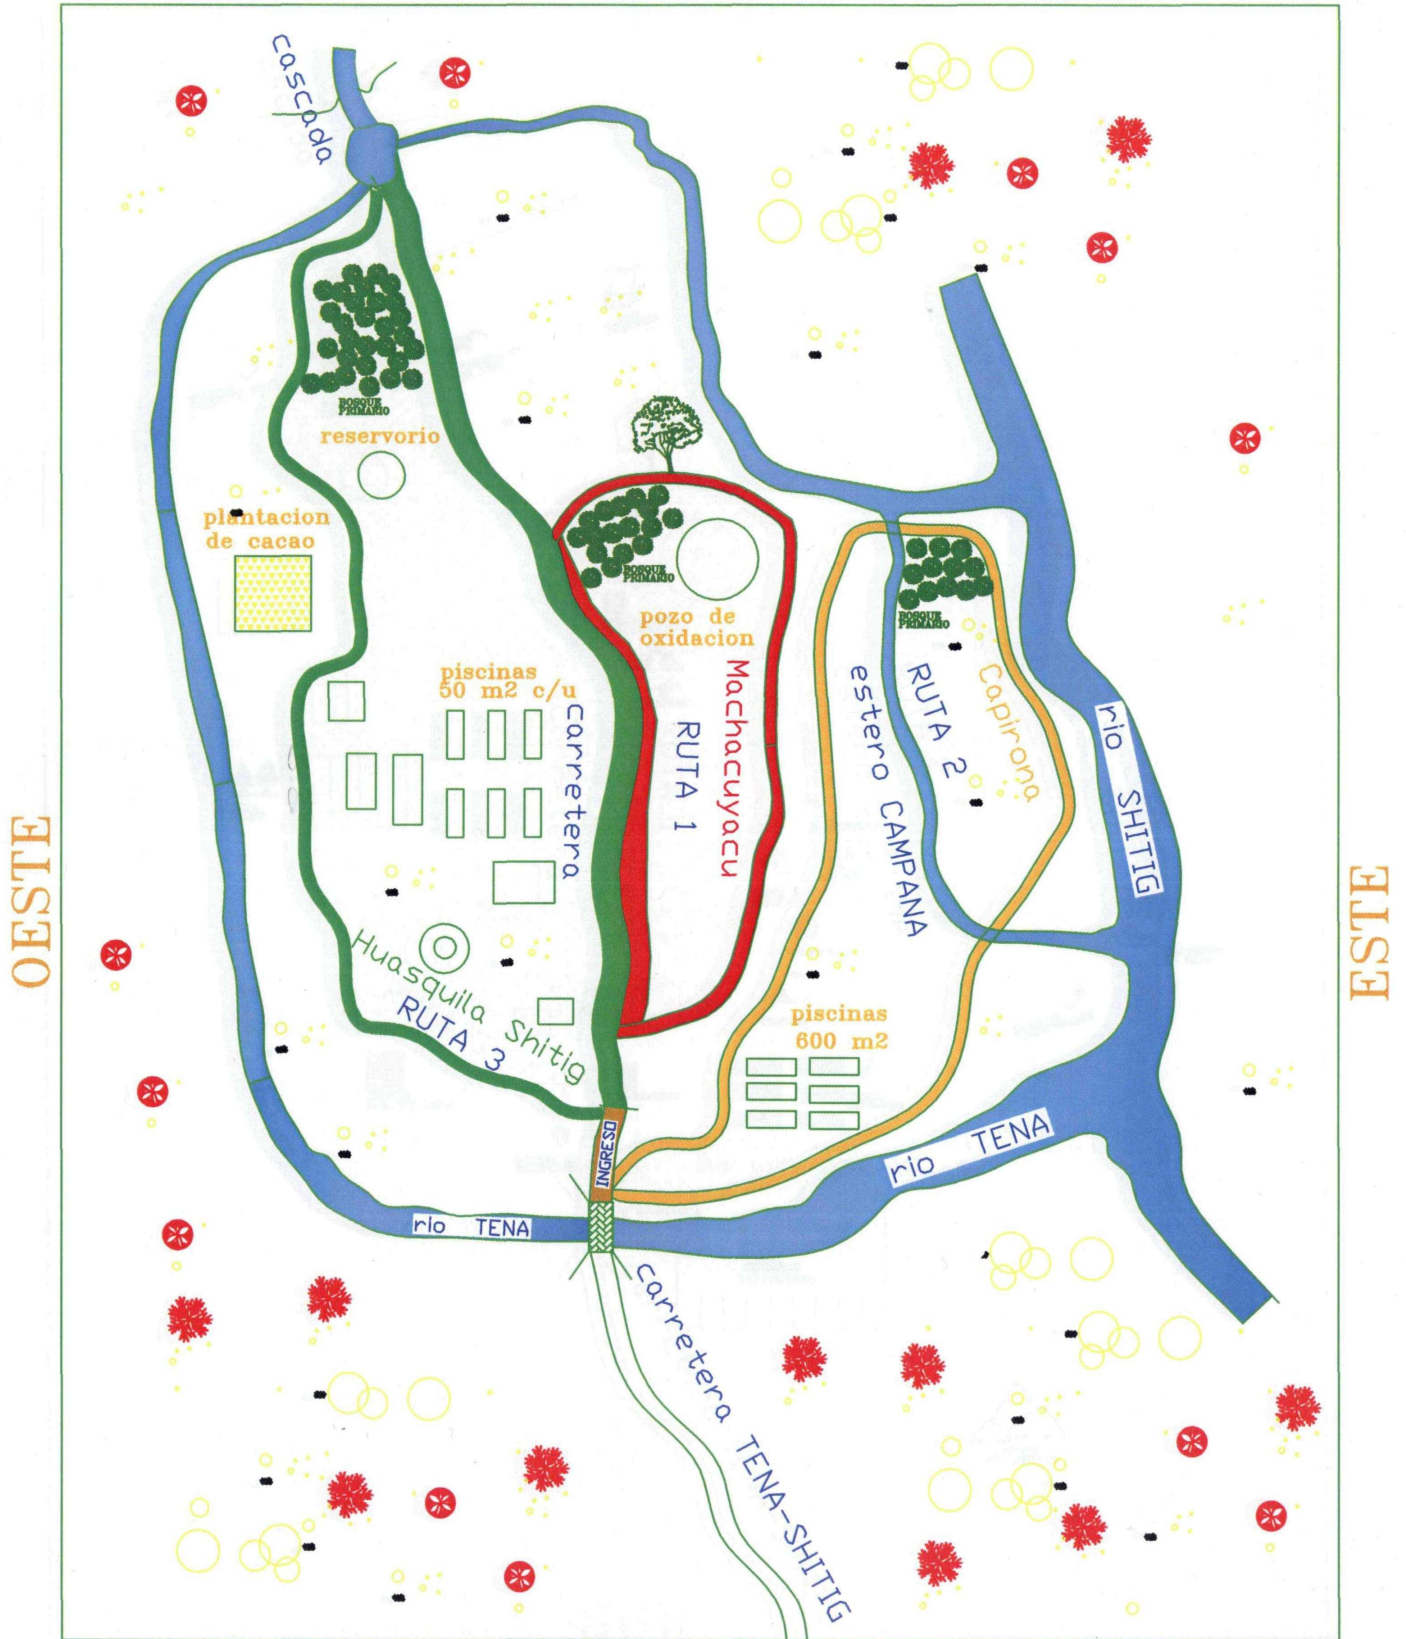 cascada
BOSQUE
PRIMARIO
reservorio
plantacion
de cacao
BOSQUE
PRIMARIO
pozo de
oxidacion
BOSQUE
PRIMARIO
piscinas
50 m2 c/u
carretera
RUTA 1
Machacuyacu
estero CAMPANA
RUTA 2
Capirona
rio SHITIG
OESTE
ESTE
Huasquila Shitig
RUTA 3
piscinas
600 m2
INGRESO
rio TENA
rio TENA
carretera TENA-SHITIG